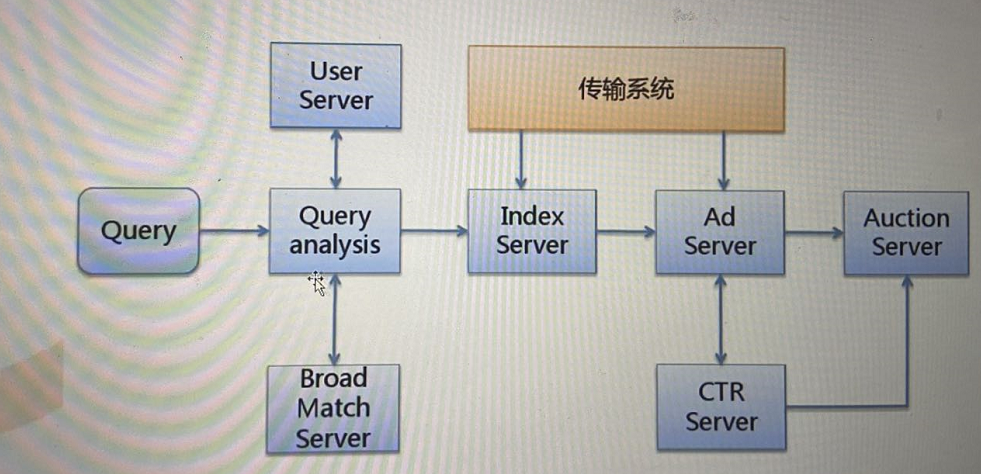 User
Server
传输系统
Query
Query
analysis
Index
Server
Ad
Server
Auction
Server
Broad
Match
Server
CTR
Server